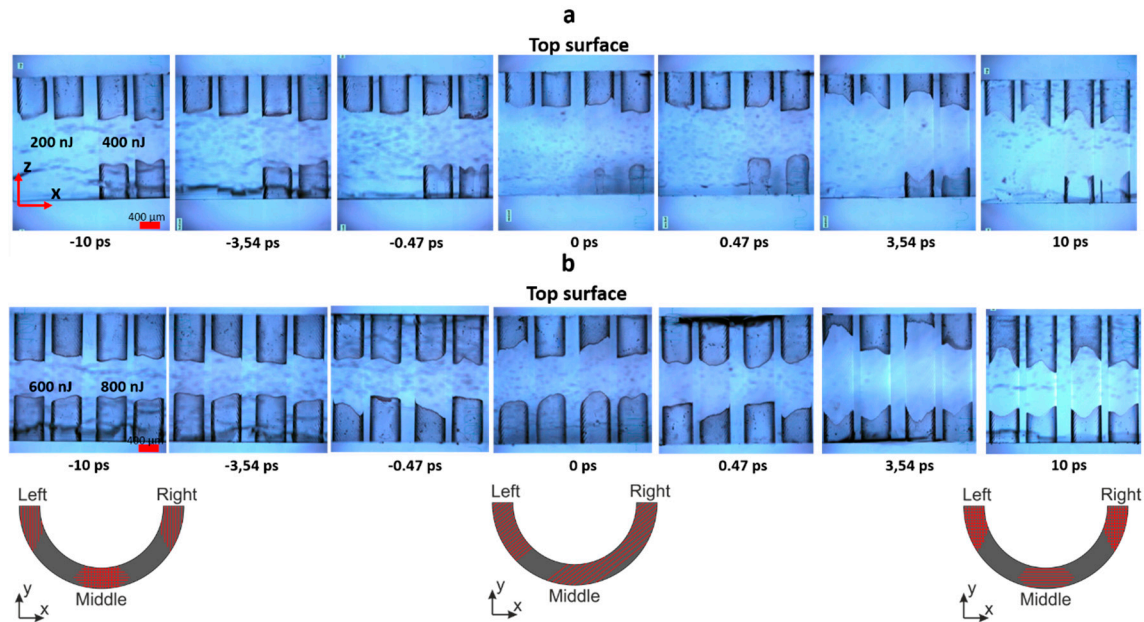 a
Top surface
200 nJ 400 nJ
Z
X
400 µm
-10 ps -3,54 ps -0.47 ps 0 ps 0.47 ps 3,54 ps 10 ps
b
Top surface
600 nJ 800 nJ
400 µm
-10 ps -3,54 ps -0.47 ps 0 ps 0.47 ps 3,54 ps 10 ps
Left Right Left Right Left Right
Middle Middle Middle
y y y
x x x